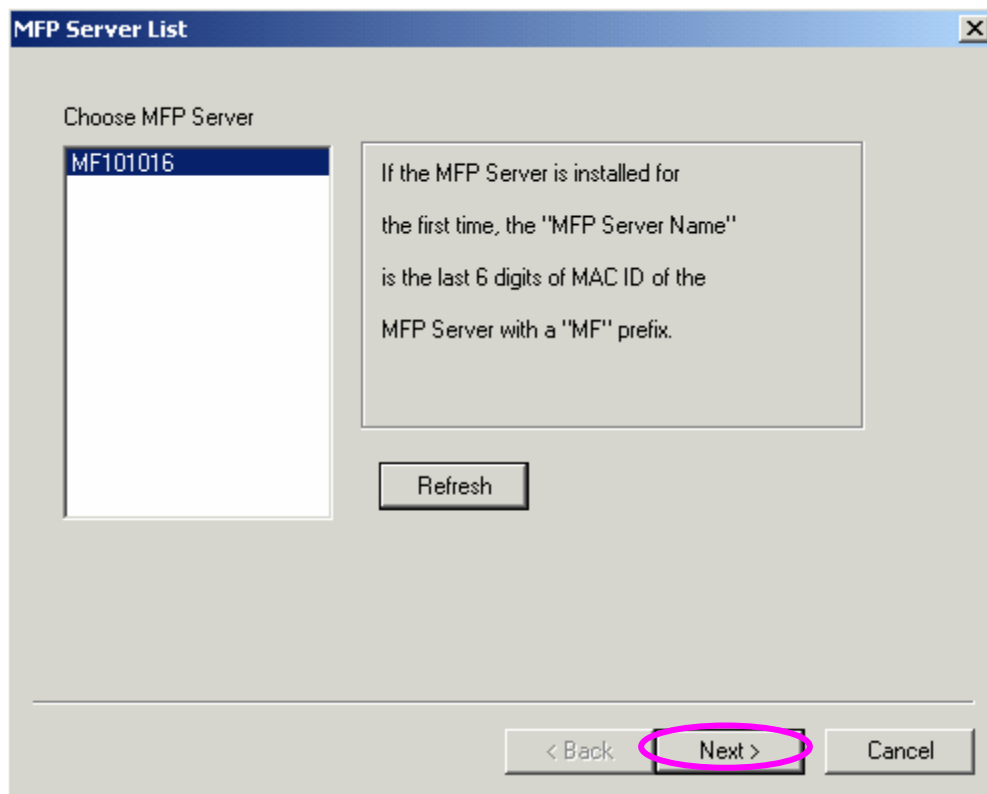 MFP Server List
Choose MFP Server
MF101016
If the MFP Server is installed for
the first time, the "MFP Server Name"
is the last 6 digits of MAC ID of the
MFP Server with a "MF" prefix.
Refresh
< Back
Next >
Cancel